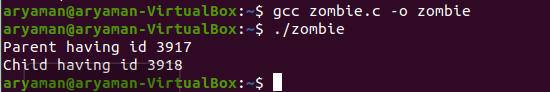 aryaman@aryaman-VirtualBox:~$ gcc zombie.c -o zombie
aryaman@aryaman-VirtualBox:~$ ./zombie
Parent having id 3917
Child having id 3918
aryaman@aryaman-VirtualBox:~$